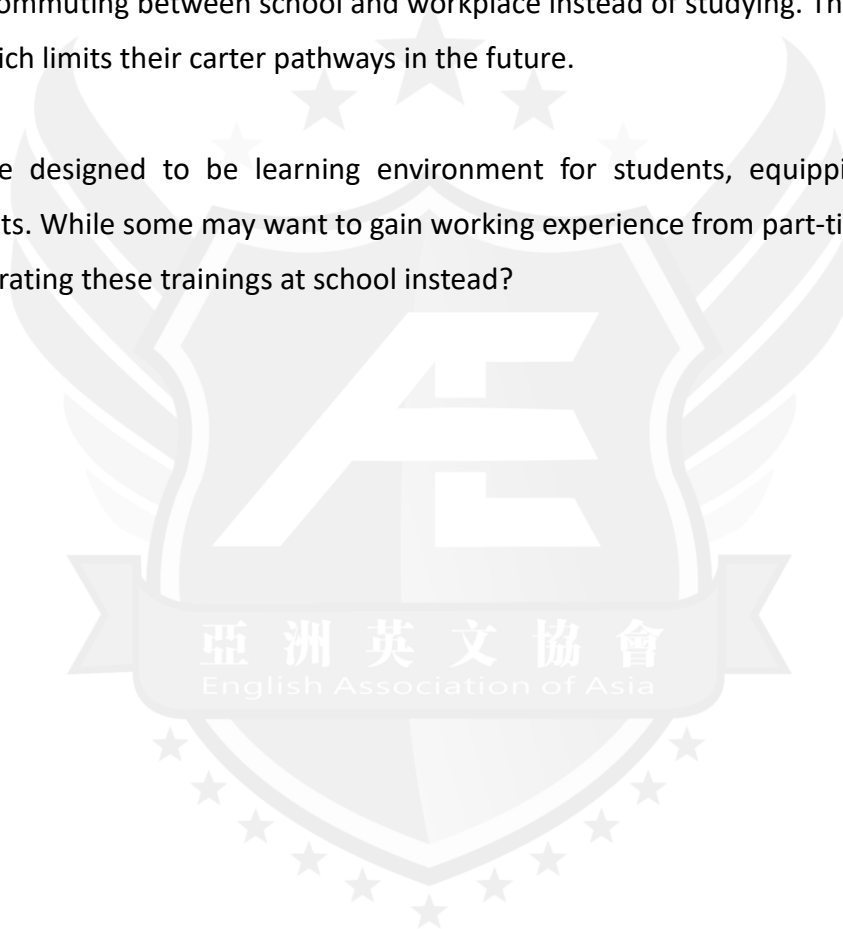 ommuting between school and workplace instead of studying. Th
ich limits their carter pathways in the future.
e designed to be learning environment for students, equippi
ts. While some may want to gain working experience from part-ti
rating these trainings at school instead?
亞洲英文協會
English Association of Asia